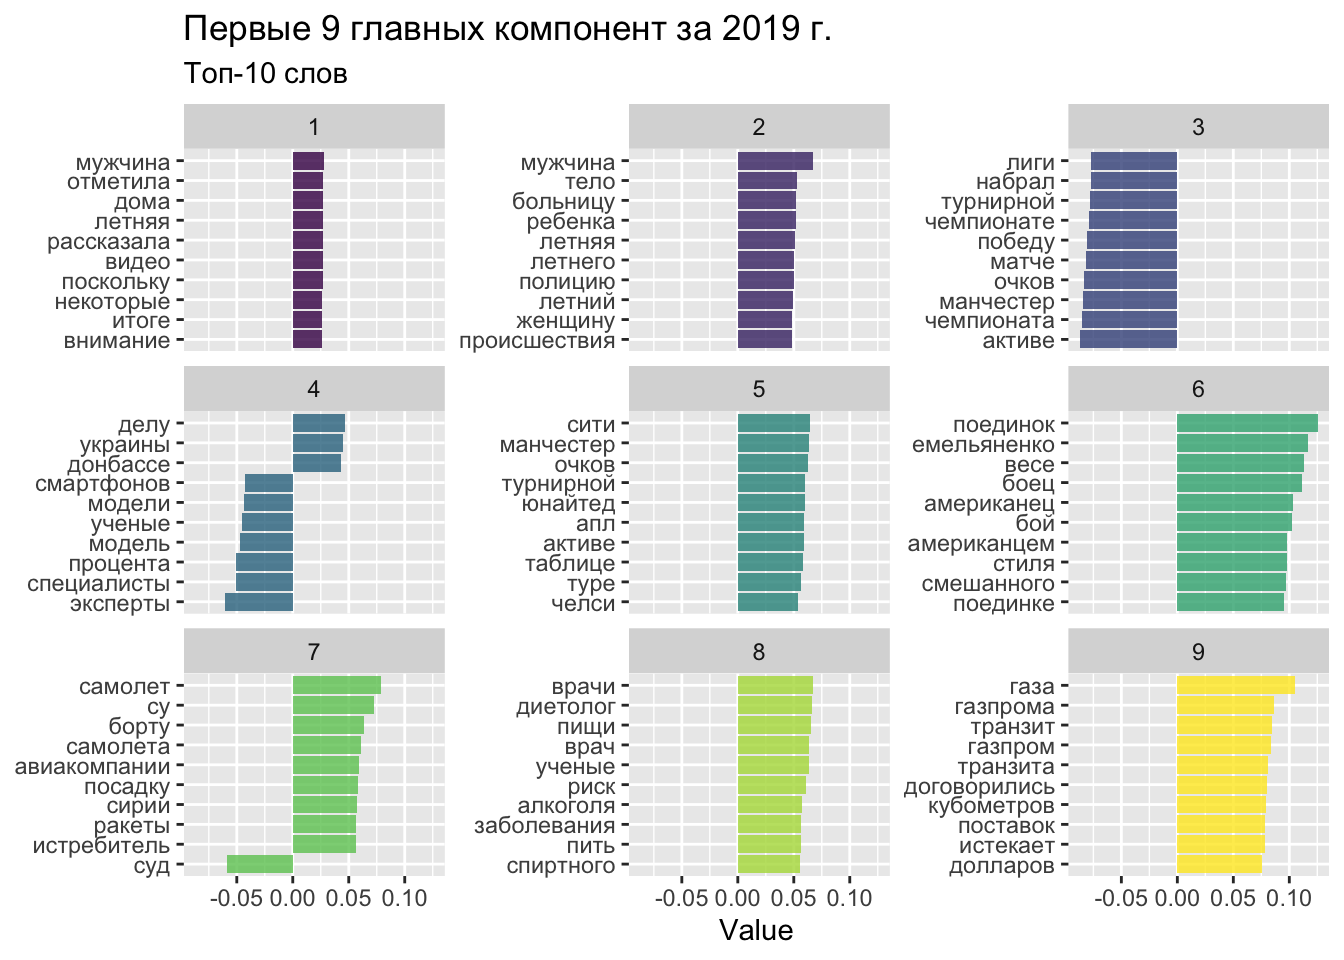 Первые 9 главных компонент за 2019 г.
Топ-10 слов
1
мужчина
отметила
дома
летняя
рассказала
видео
поскольку
некоторые
итоге
внимание
2
мужчина
тело
больницу
ребенка
летняя
летнего
полицию
летний
женщину
происшествия
3
лиги
набрал
турнирной
чемпионате
победу
матче
очков
манчестер
чемпионата
активе
4
делу
украины
донбассе
смартфонов
модели
ученые
модель
процента
специалисты
эксперты
5
сити
манчестер
очков
турнирной
юнайтед
апл
активе
таблице
туре
челси
6
поединок
емельяненко
весе
боец
американец
бой
американцем
стиля
смешанного
поединке
7
самолет
су
борту
самолета
авиакомпании
посадку
сирии
ракеты
истребитель
суд
8
врачи
диетолог
пищи
врач
ученые
риск
алкоголя
заболевания
пить
спиртного
9
газа
газпрома
транзит
газпром
транзита
договорились
кубометров
поставок
истекает
долларов
-0.05 0.00 0.05 0.10
-0.05 0.00 0.05 0.10
-0.05 0.00 0.05 0.10
Value